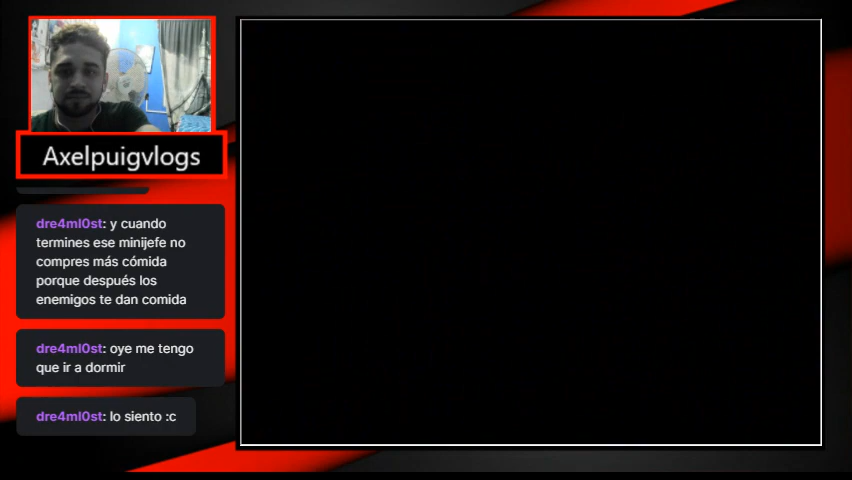 Axelpuigvlogs
dre4ml0st: y cuando
termines ese minijefe no
compres más cómida
porque después los
enemigos te dan comida
dre4ml0st: oye me tengo
que ir a dormir
dre4ml0st: lo siento :c